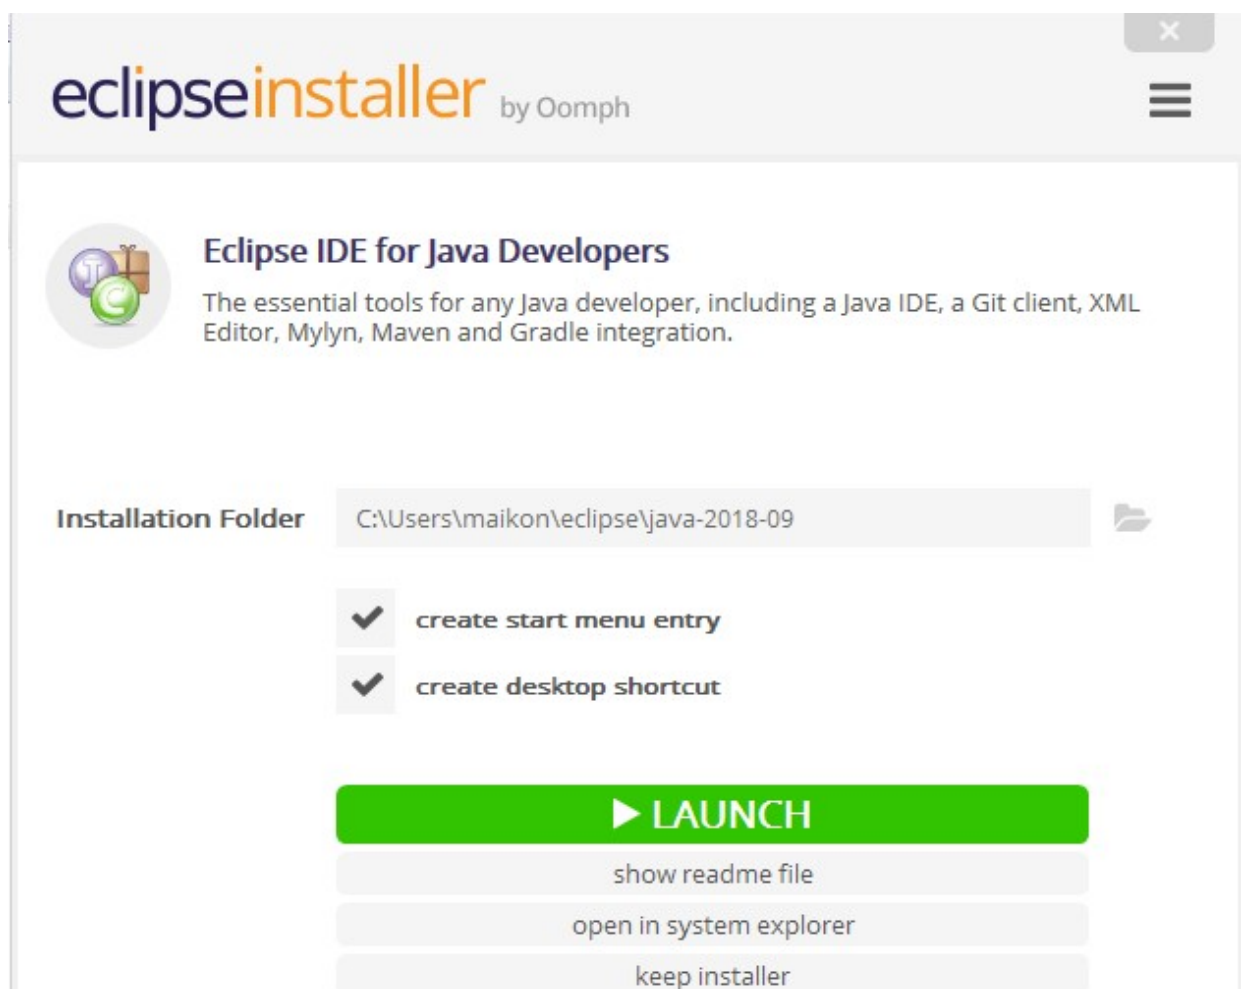 eclipseinstaller by Oomph
Eclipse IDE for Java Developers
The essential tools for any Java developer, including a Java IDE, a Git client, XML
Editor, Mylyn, Maven and Gradle integration.
Installation Folder C:\Users\maikon\eclipse\java-2018-09
create start menu entry
create desktop shortcut
LAUNCH
show readme file
open in system explorer
keep installer